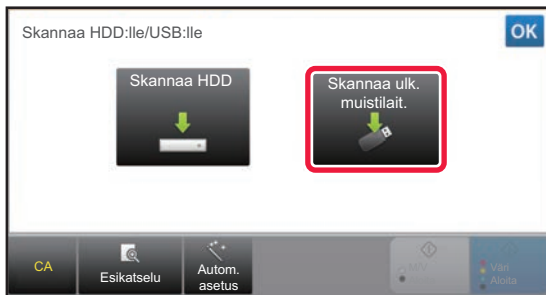 Skannaa HDD:lle/USB:lle
OK
Skannaa HDD
Skannaa ulk.
muistilait.
CA
Esikatselu
Autom.
asetus
Väri
Aloita